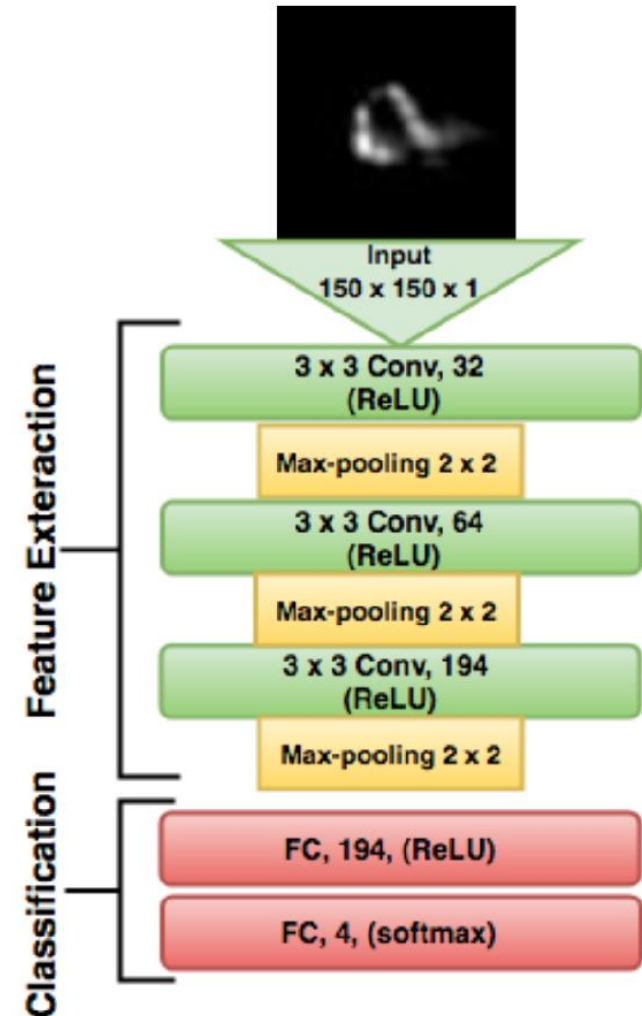 Input
150 x 150 x 1
Feature Exteraction
3 x 3 Conv, 32
(ReLU)
Max-pooling 2 x 2
3 x 3 Conv, 64
(ReLU)
Max-pooling 2 x 2
3 x 3 Conv, 194
(ReLU)
Max-pooling 2 x 2
Classification
FC, 194, (ReLU)
FC, 4, (softmax)